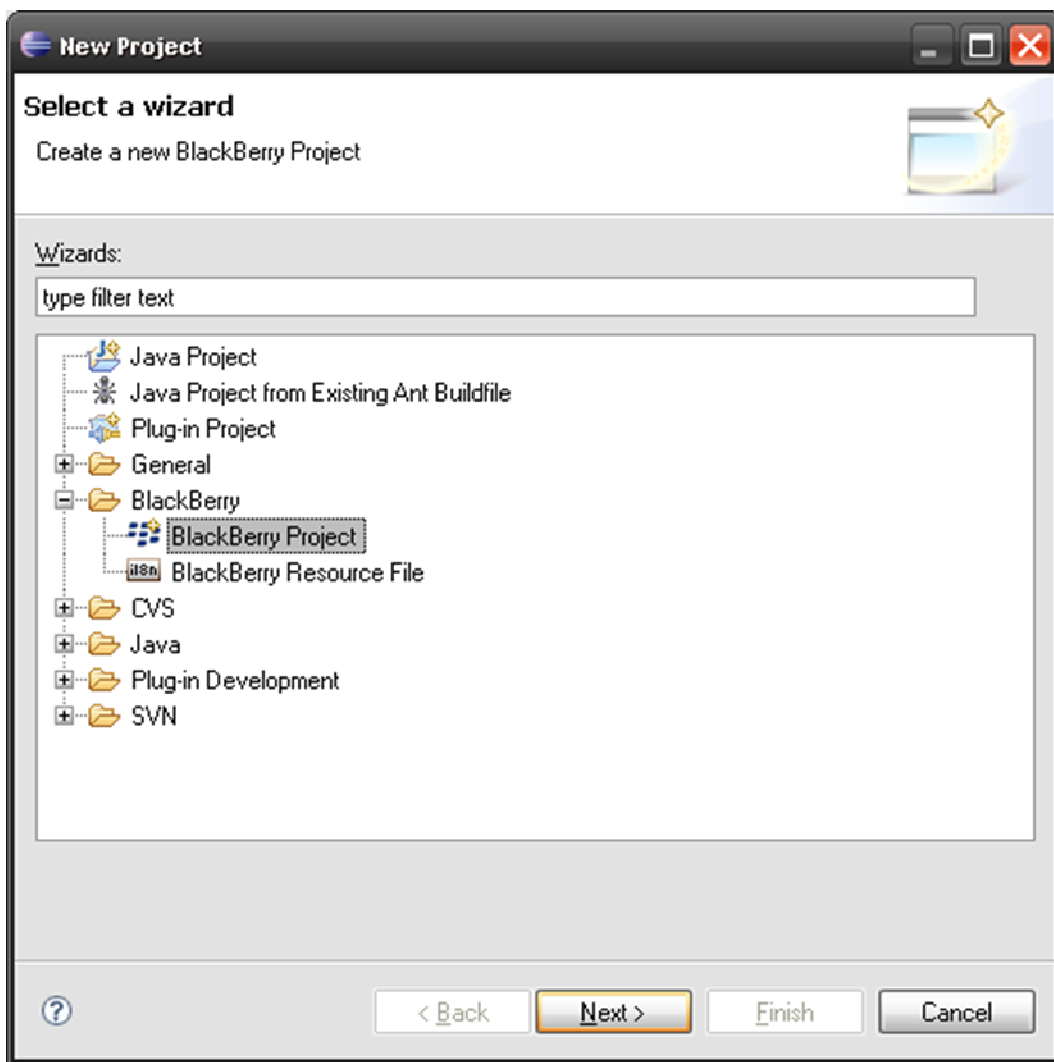 New Project
Select a wizard
Create a new BlackBerry Project
Wizards:
type filter text
Java Project
Java Project from Existing Ant Buildfile
Plug-in Project
General
BlackBerry
BlackBerry Project
i18n BlackBerry Resource File
CVS
Java
Plug-in Development
SVN
? < Back Next > Finish Cancel